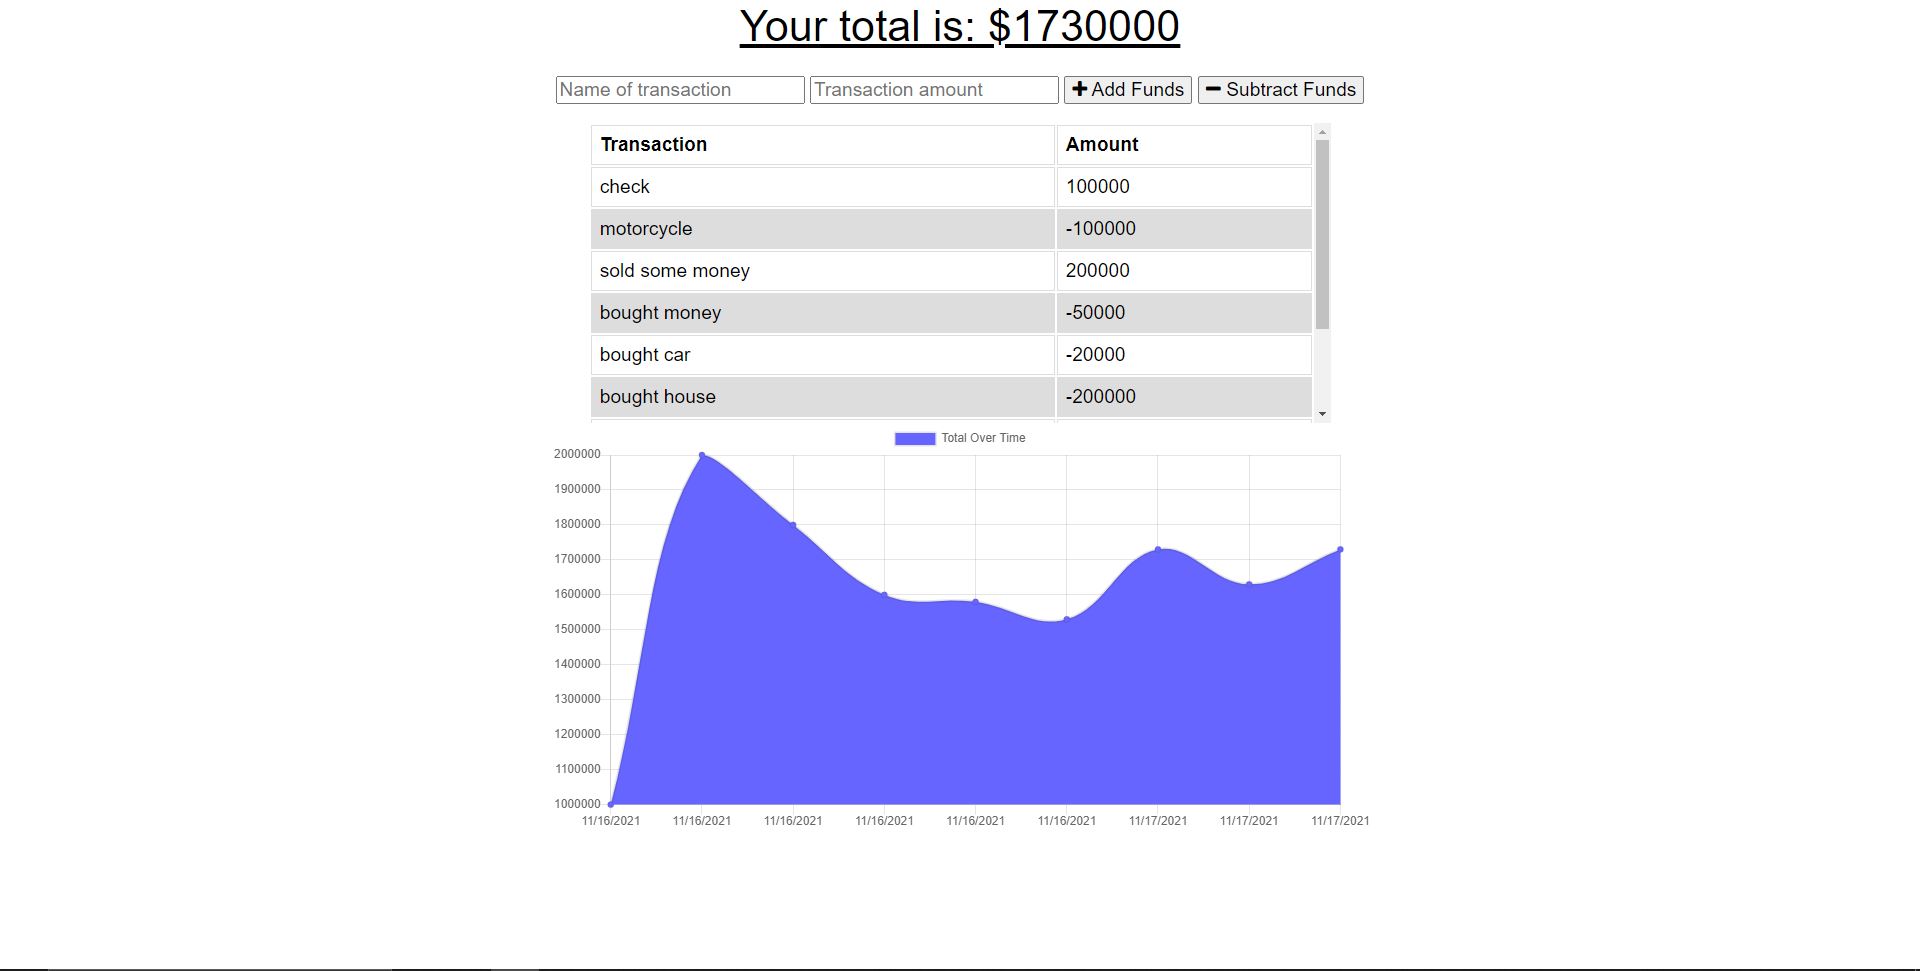 Your total is: $1730000
Name of transaction Transaction amount Add Funds Subtract Funds
Transaction Amount
check 100000
motorcycle -100000
sold some money 200000
bought money -50000
bought car -20000
bought house -200000
Total Over Time
2000000
1900000
1800000
1700000
1600000
1500000
1400000
1300000
1200000
1100000
1000000
11/16/2021 11/16/2021 11/16/2021 11/16/2021 11/16/2021 11/16/2021 11/17/2021 11/17/2021 11/17/2021